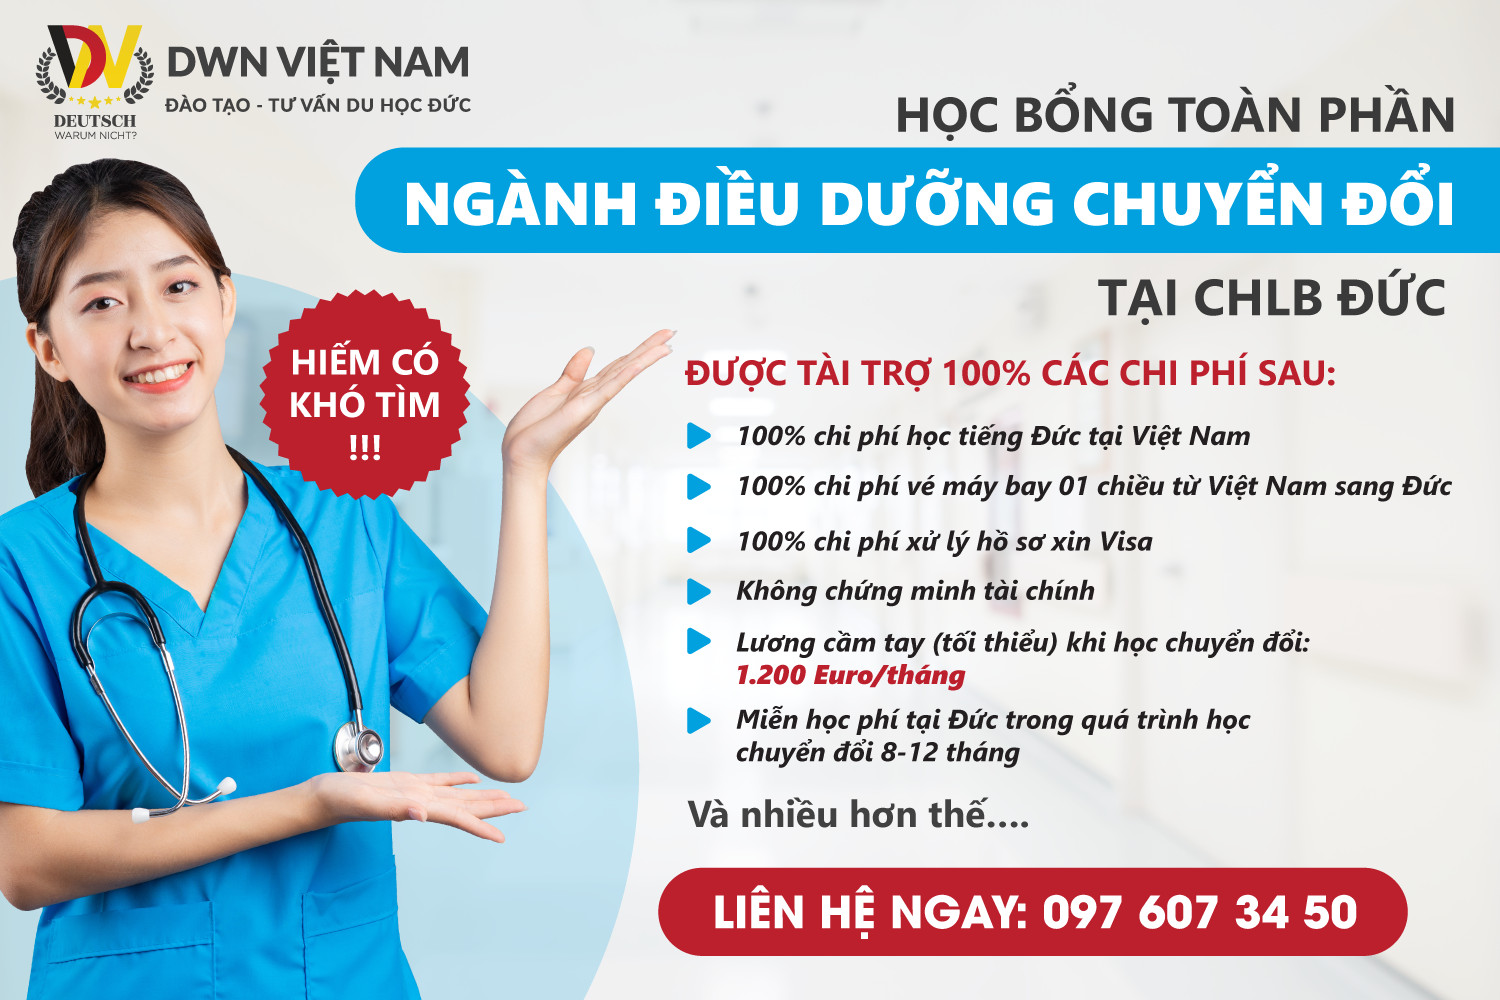 DWN VIỆT NAM
ĐÀO TẠO - TƯ VẤN DU HỌC ĐỨC
DEUTSCH
WARUM NICHT?
HỌC BỔNG TOÀN PHẦN
NGÀNH ĐIỀU DƯỠNG CHUYỂN ĐỔI
TẠI CHLB ĐỨC
HIẾM CÓ
KHÓ TÌM
!!!
ĐƯỢC TÀI TRỢ 100% CÁC CHI PHÍ SAU:
100% chi phí học tiếng Đức tại Việt Nam
100% chi phí vé máy bay 01 chiều từ Việt Nam sang Đức
100% chi phí xử lý hồ sơ xin Visa
Không chứng minh tài chính
Lương cầm tay (tối thiểu) khi học chuyển đổi:
1.200 Euro/tháng
Miễn học phí tại Đức trong quá trình học
chuyển đổi 8-12 tháng
Và nhiều hơn thế....
LIÊN HỆ NGAY: 097 607 34 50